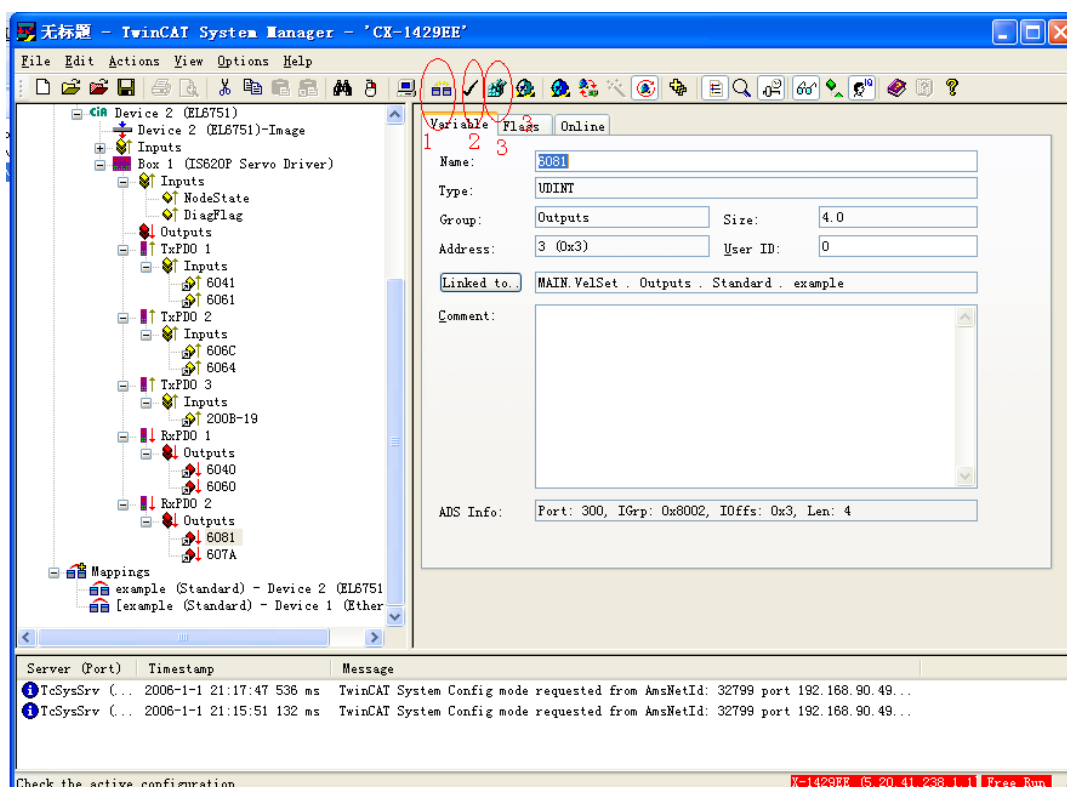 无标题 - TwinCAT System Manager - 'CX-1429EE'
File Edit Actions View Options Help
CiA Device 2 (EL6751)
Device 2 (EL6751)-Image
Inputs
Box 1 (IS620P Servo Driver)
Inputs
NodeState
DiagFlag
Outputs
TxPDO 1
Inputs
6041
6061
TxPDO 2
Inputs
606C
6064
TxPDO 3
Inputs
200B-19
RxPDO 1
Outputs
6040
6060
RxPDO 2
Outputs
6081
607A
Mappings
example (Standard) - Device 2 (EL6751
[example (Standard) - Device 1 (Ether
1 2 3 3
Variable Flags Online
Name: 6081
Type: UDINT
Group: Outputs Size: 4.0
Address: 3 (0x3) User ID: 0
Linked to.. MAIN.VelSet . Outputs . Standard . example
Comment:
ADS Info: Port: 300, IGrp: 0x8002, IOffs: 0x3, Len: 4
Server (Port) Timestamp Message
TcSysSrv (... 2006-1-1 21:17:47 536 ms TwinCAT System Config mode requested from AmsNetId: 32799 port 192.168.90.49...
TcSysSrv (... 2006-1-1 21:15:51 132 ms TwinCAT System Config mode requested from AmsNetId: 32799 port 192.168.90.49...
Check the active configuration
X-1429EE (5.20.41.238.1.1) Free Run